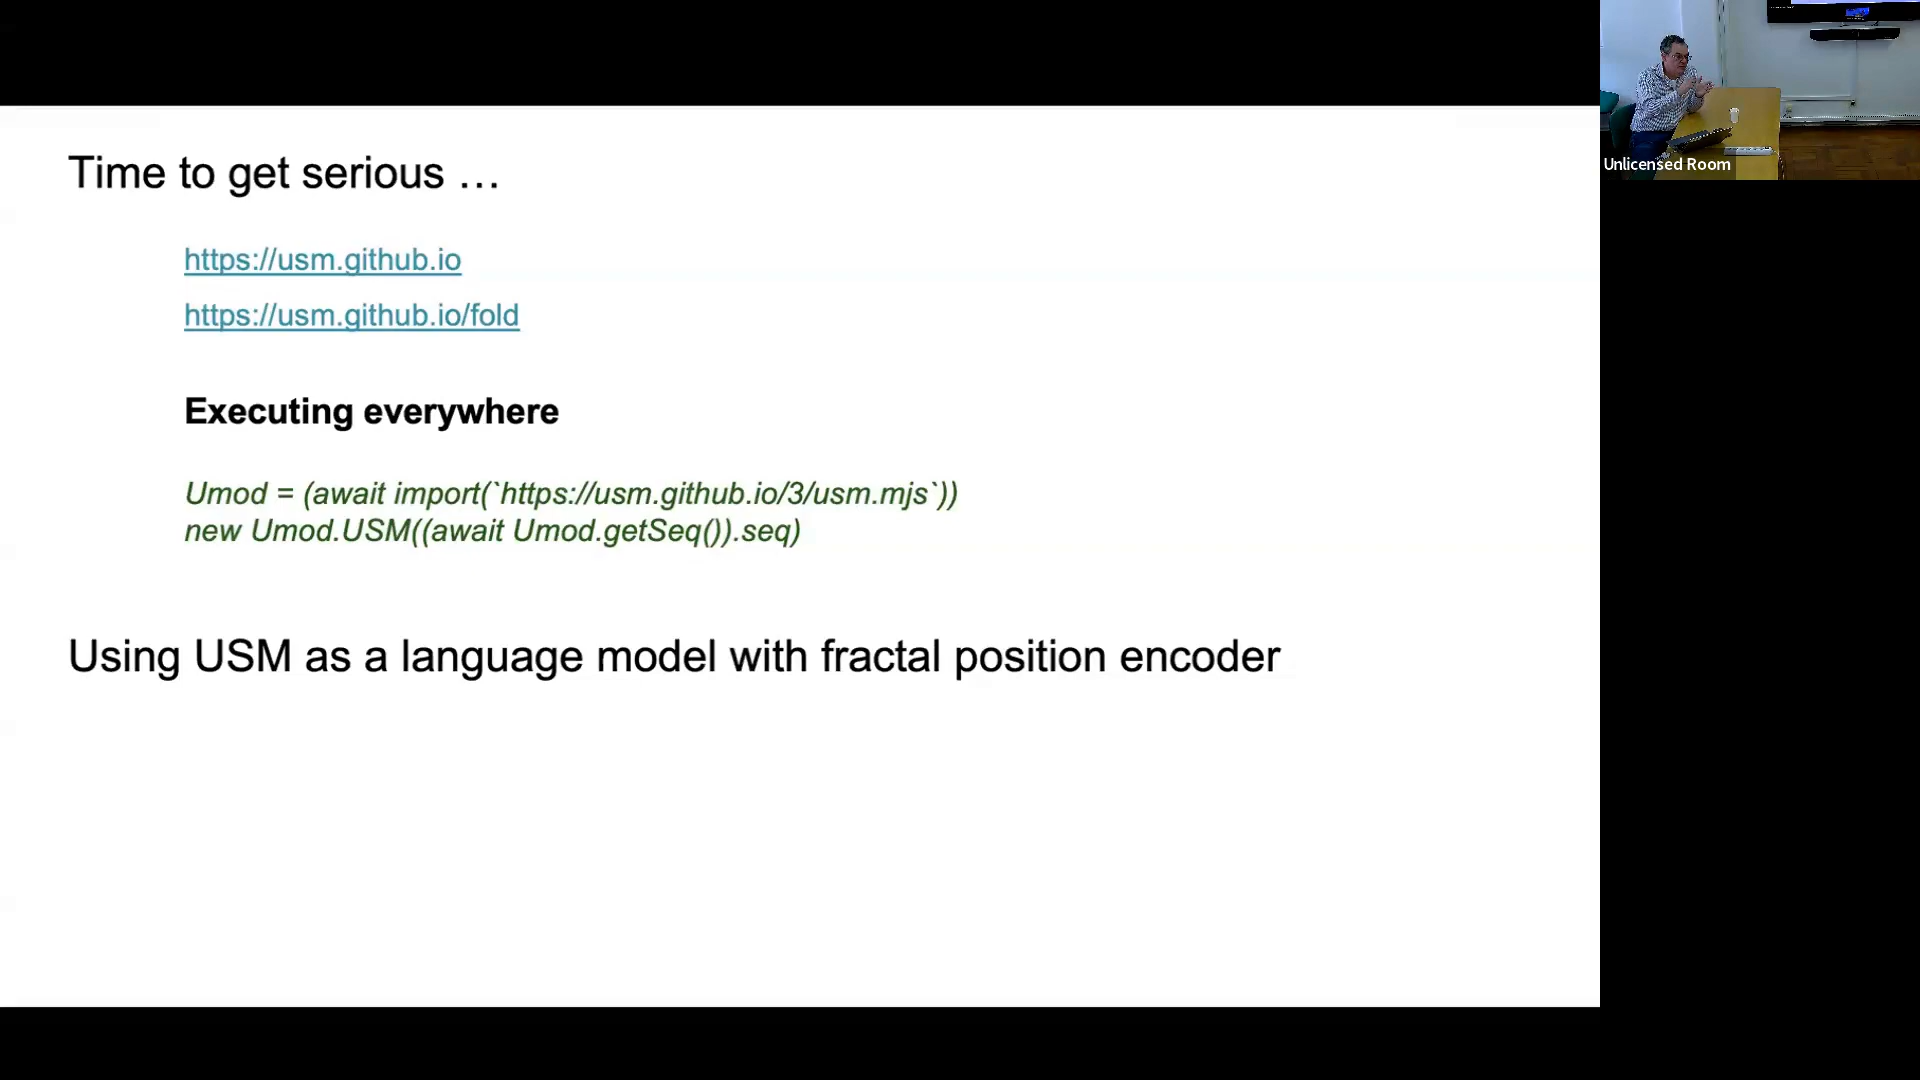 Time to get serious …
https://usm.github.io
https://usm.github.io/fold
Executing everywhere
Umod = (await import(`https://usm.github.io/3/usm.mjs`))
new Umod.USM((await Umod.getSeq()).seq)
Using USM as a language model with fractal position encoder
Unlicensed Room